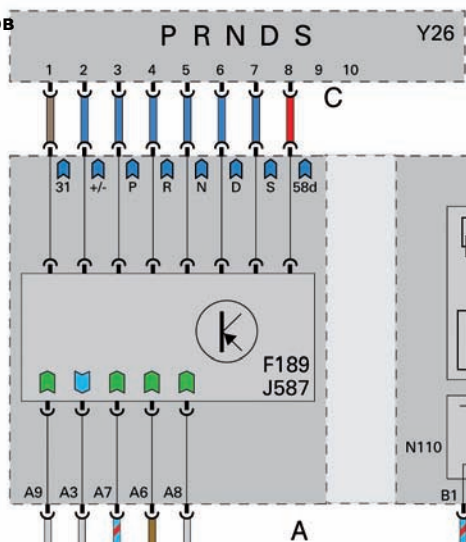 ов
P R N D S Y26
1 2 3 4 5 6 7 8 9 10
C
31 +/- P R N D S 58d
F189
J587
N110
A9 A3 A7 A6 A8 B1
A